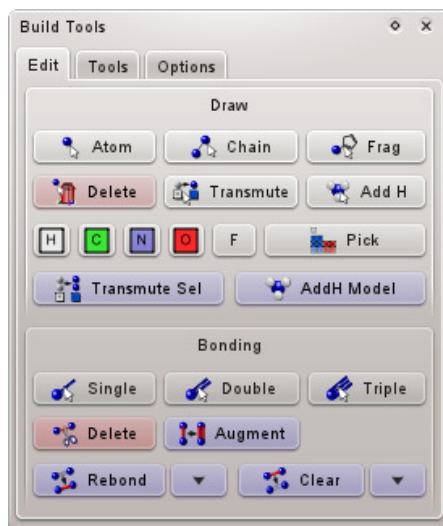 Build Tools
Edit Tools Options
Draw
Atom Chain Frag
Delete Transmute Add H
H C N O F Pick
Transmute Sel AddH Model
Bonding
Single Double Triple
Delete Augment
Rebond Clear